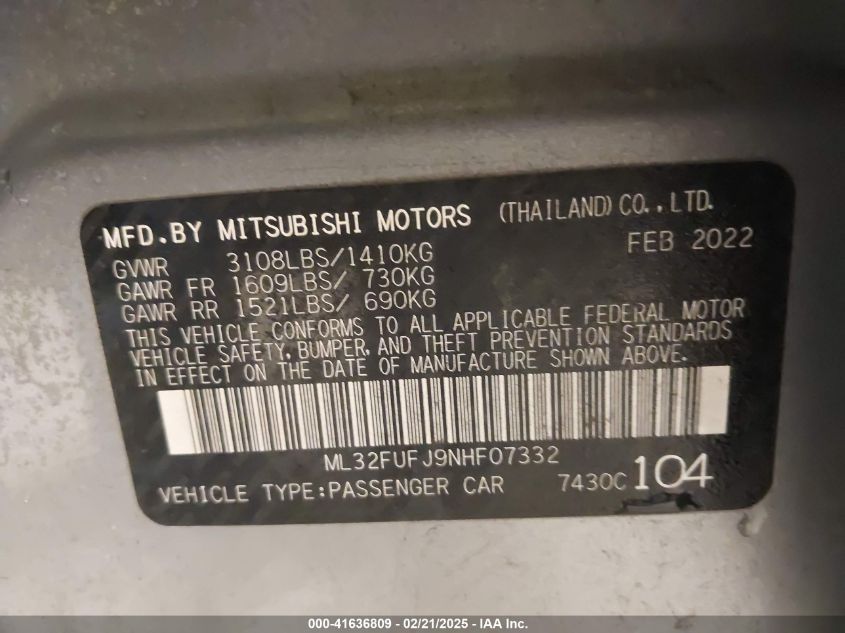 MFD.BY MITSUBISHI MOTORS (THAILAND) CO.,LTD.
GVWR 3108LBS/1410KG FEB 2022
GAWR FR 1609LBS/ 730KG
GAWR RR 1521LBS/ 690KG
THIS VEHICLE CONFORMS TO ALL APPLICABLE FEDERAL MOTOR
VEHICLE SAFETY, BUMPER, AND THEFT PREVENTION STANDARDS
IN EFFECT ON THE DATE OF MANUFACTURE SHOWN ABOVE.
ML32FUFJ9NHF07332
VEHICLE TYPE:PASSENGER CAR 7430C 104
000-41636809 - 02/21/2025 - IAA Inc.